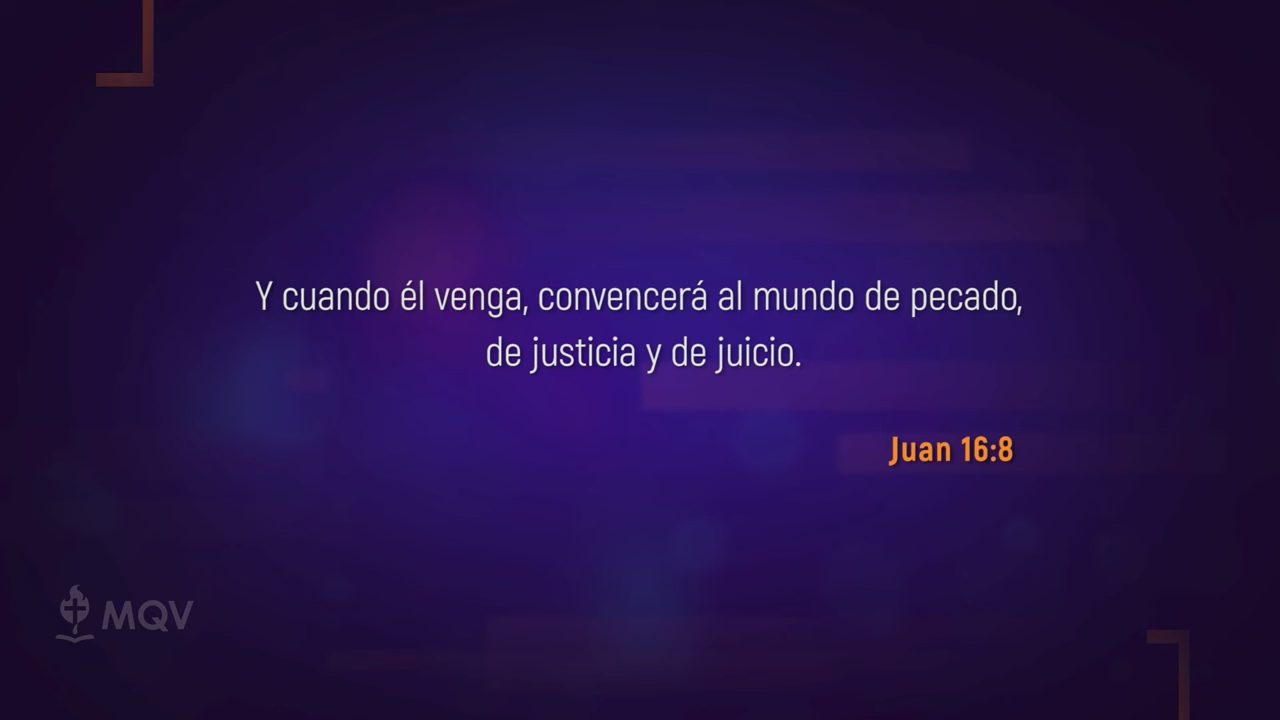 Y cuando él venga, convencerá al mundo de pecado,
de justicia y de juicio.
Juan 16:8
MQV